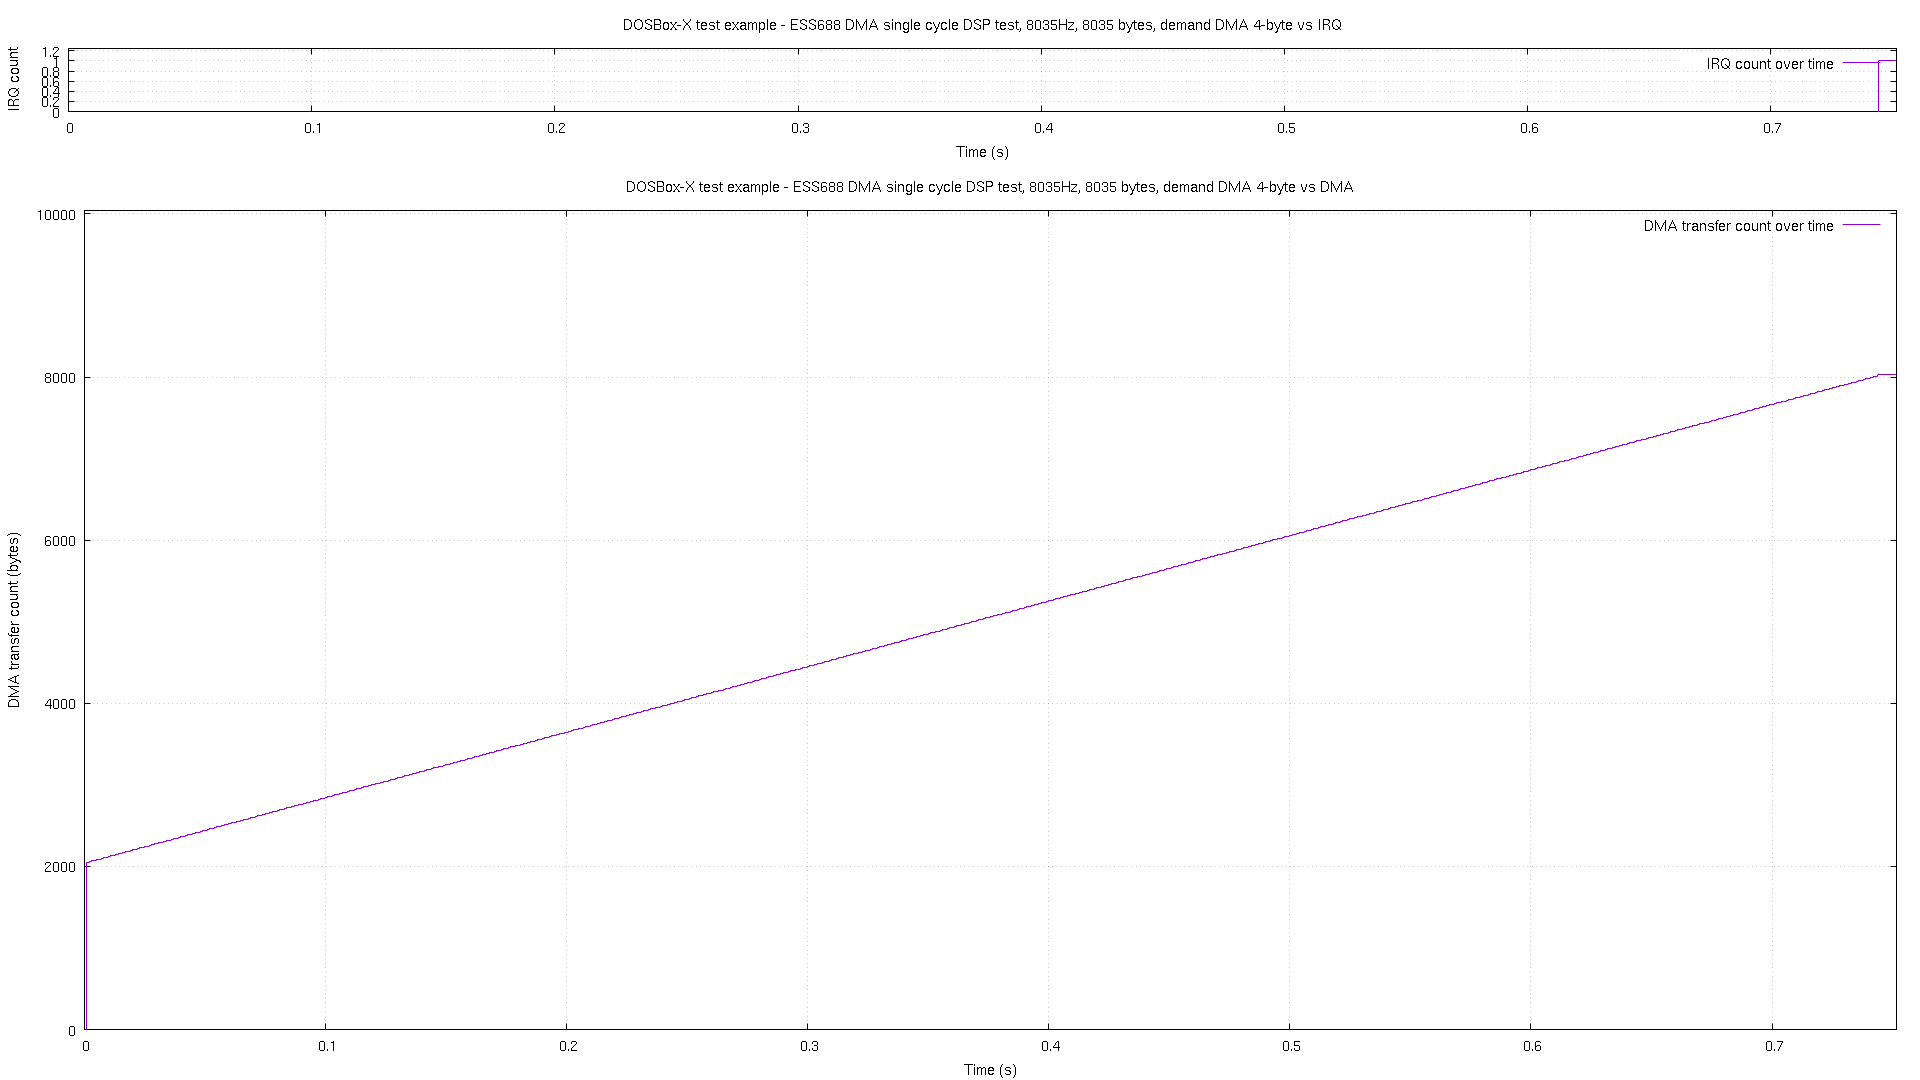 DOSBox-X test example - ESS688 DMA single cycle DSP test, 8035Hz, 8035 bytes, demand DMA 4-byte vs IRQ
IRQ count
1.2
1
0.8
0.6
0.4
0.2
0
IRQ count over time
0 0.1 0.2 0.3 0.4 0.5 0.6 0.7
Time (s)
DOSBox-X test example - ESS688 DMA single cycle DSP test, 8035Hz, 8035 bytes, demand DMA 4-byte vs DMA
DMA transfer count (bytes)
10000
8000
6000
4000
2000
0
DMA transfer count over time
0 0.1 0.2 0.3 0.4 0.5 0.6 0.7
Time (s)